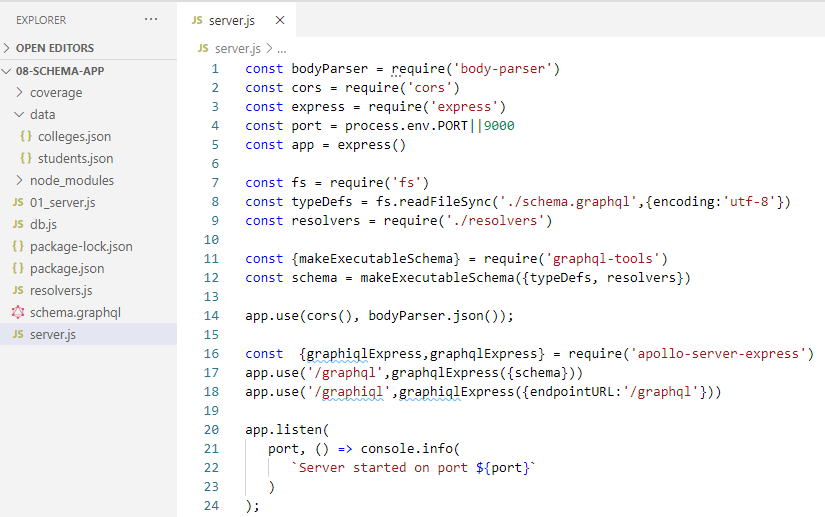 EXPLORER ...
OPEN EDITORS
08-SCHEMA-APP
coverage
data
{} colleges.json
{} students.json
node_modules
JS 01_server.js
JS db.js
{} package-lock.json
{} package.json
JS resolvers.js
schema.graphql
JS server.js
JS server.js ×
JS server.js > ...
1 const bodyParser = require('body-parser')
2 const cors = require('cors')
3 const express = require('express')
4 const port = process.env.PORT||9000
5 const app = express()
6
7 const fs = require('fs')
8 const typeDefs = fs.readFileSync('./schema.graphql',{encoding:'utf-8'})
9 const resolvers = require('./resolvers')
10
11 const {makeExecutableSchema} = require('graphql-tools')
12 const schema = makeExecutableSchema({typeDefs, resolvers})
13
14 app.use(cors(), bodyParser.json());
15
16 const  {graphiqlExpress,graphqlExpress} = require('apollo-server-express')
17 app.use('/graphql',graphqlExpress({schema}))
18 app.use('/graphiql',graphiqlExpress({endpointURL:'/graphql'}))
19
20 app.listen(
21    port, () => console.info(
22       `Server started on port ${port}`
23    )
24 );